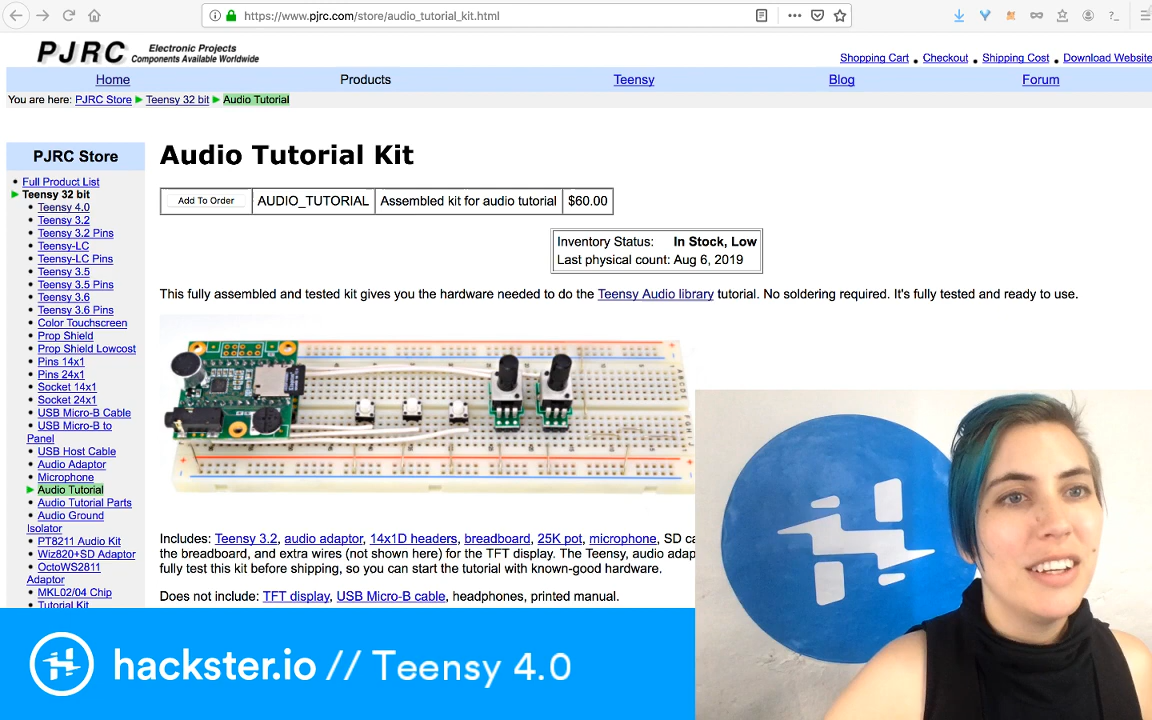 https://www.pjrc.com/store/audio_tutorial_kit.html
PJRC Electronic Projects
Components Available Worldwide
Shopping Cart . Checkout . Shipping Cost . Download Website
Home Products Teensy Blog Forum
You are here: PJRC Store Teensy 32 bit Audio Tutorial
PJRC Store
Full Product List
Teensy 32 bit
Teensy 4.0
Teensy 3.2
Teensy 3.2 Pins
Teensy-LC
Teensy-LC Pins
Teensy 3.5
Teensy 3.5 Pins
Teensy 3.6
Teensy 3.6 Pins
Color Touchscreen
Prop Shield
Prop Shield Lowcost
Pins 14x1
Pins 24x1
Socket 14x1
Socket 24x1
USB Micro-B Cable
USB Micro-B to
Panel
USB Host Cable
Audio Adaptor
Microphone
Audio Tutorial
Audio Tutorial Parts
Audio Ground
Isolator
PT8211 Audio Kit
Wiz820+SD Adaptor
OctoWS2811
Adaptor
MKL02/04 Chip
Tutorial Kit
Audio Tutorial Kit
Add To Order AUDIO_TUTORIAL Assembled kit for audio tutorial $60.00
Inventory Status: In Stock, Low
Last physical count: Aug 6, 2019
This fully assembled and tested kit gives you the hardware needed to do the Teensy Audio library tutorial. No soldering required. It's fully tested and ready to use.
Includes: Teensy 3.2, audio adaptor, 14x1D headers, breadboard, 25K pot, microphone, SD ca
the breadboard, and extra wires (not shown here) for the TFT display. The Teensy, audio adap
fully test this kit before shipping, so you can start the tutorial with known-good hardware.
Does not include: TFT display, USB Micro-B cable, headphones, printed manual.
hackster.io // Teensy 4.0